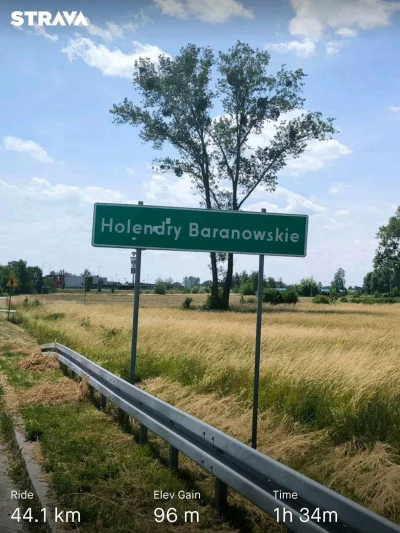 STRAVA
Holendry Baranowskie
Ride Elev Gain Time
44.1 km 96 m 1h 34m